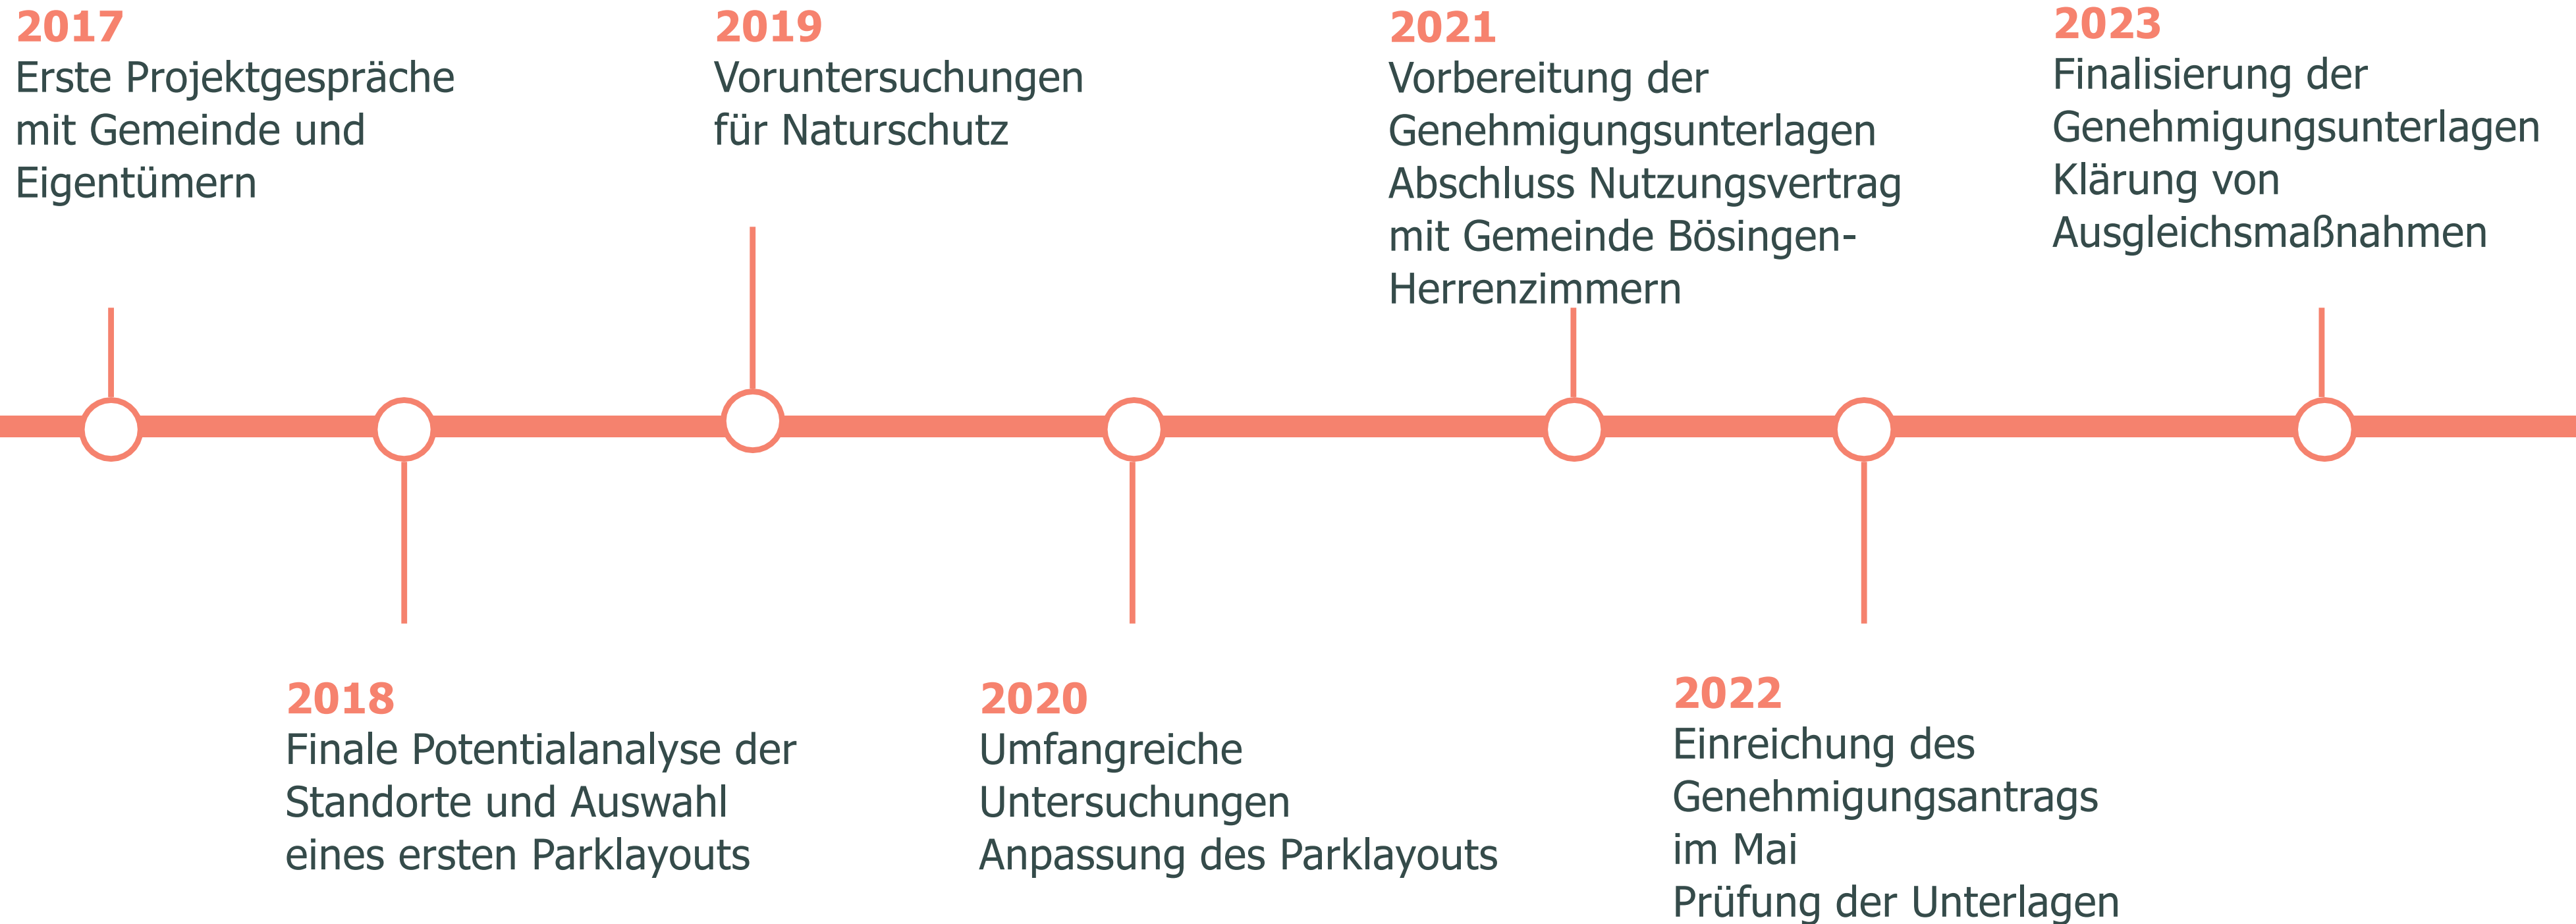 2017
Erste Projektgespräche
mit Gemeinde und
Eigentümern
2018
Finale Potentialanalyse der
Standorte und Auswahl
eines ersten Parklayouts
2019
Voruntersuchungen
für Naturschutz
2020
Umfangreiche
Untersuchungen
Anpassung des Parklayouts
2021
Vorbereitung der
Genehmigungsunterlagen
Abschluss Nutzungsvertrag
mit Gemeinde Bösingen-
Herrenzimmern
2022
Einreichung des
Genehmigungsantrags
im Mai
Prüfung der Unterlagen
2023
Finalisierung der
Genehmigungsunterlagen
Klärung von
Ausgleichsmaßnahmen